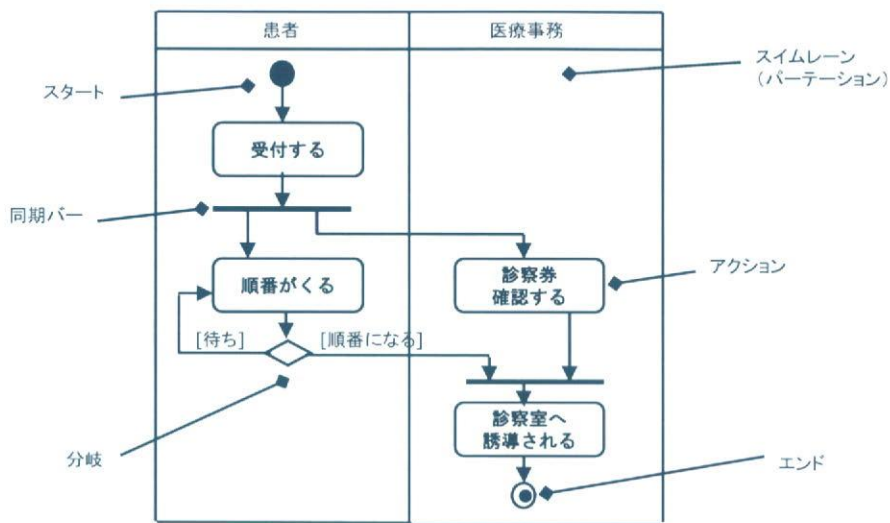 患者
医療事務
スタート
スイムレーン
（パーテーション）
受付する
同期バー
順番がくる
診察券
確認する
アクション
[待ち]
[順番になる]
診察室へ
誘導される
分岐
エンド